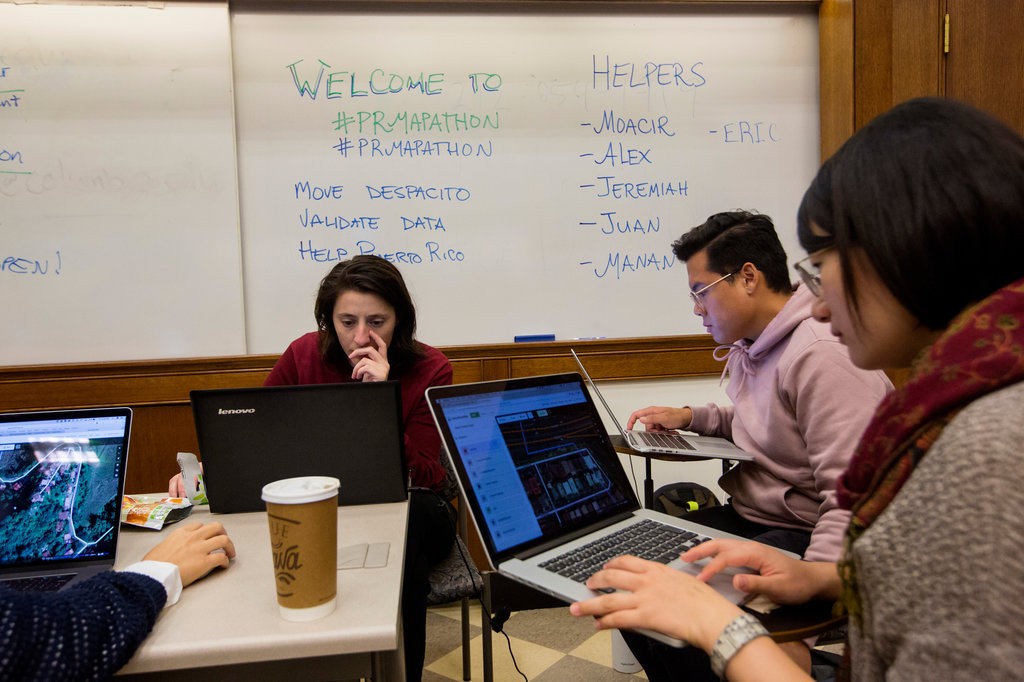 WELCOME TO
#PRMAPATHON
#PRMAPATHON
MOVE DESPACITO
VALIDATE DATA
HELP PUERTO RICO
HELPERS
- MOACIR - ERIC
- ALEX
- JEREMIAH
- JUAN
- MANAN
PEN!
lenovo